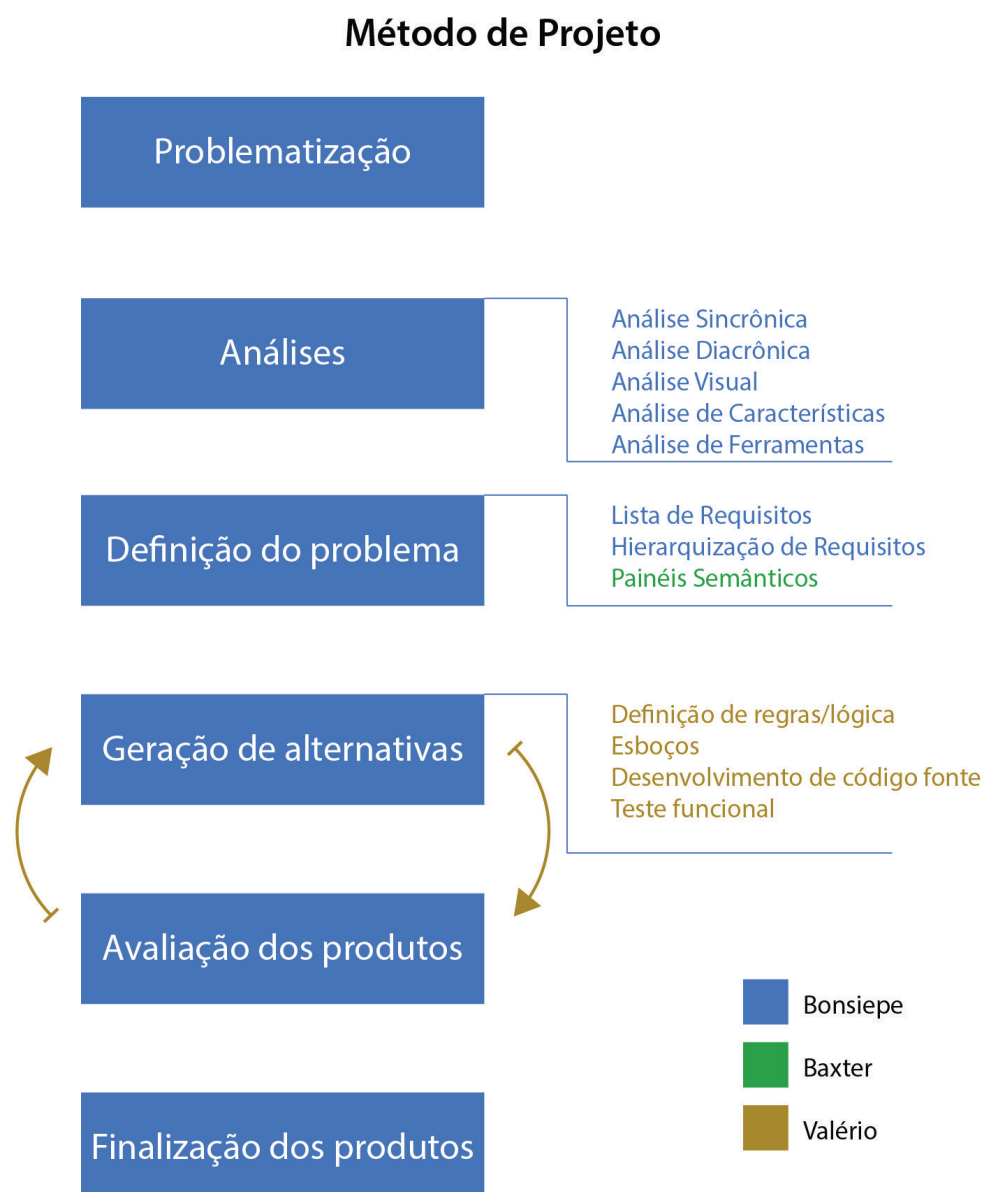 Método de Projeto
Problematização
Análises
Análise Sincrônica
Análise Diacrônica
Análise Visual
Análise de Características
Análise de Ferramentas
Definição do problema
Lista de Requisitos
Hierarquização de Requisitos
Painéis Semânticos
Geração de alternativas
Definição de regras/lógica
Esboços
Desenvolvimento de código fonte
Teste funcional
Avaliação dos produtos
Finalização dos produtos
Bonsiepe
Baxter
Valério